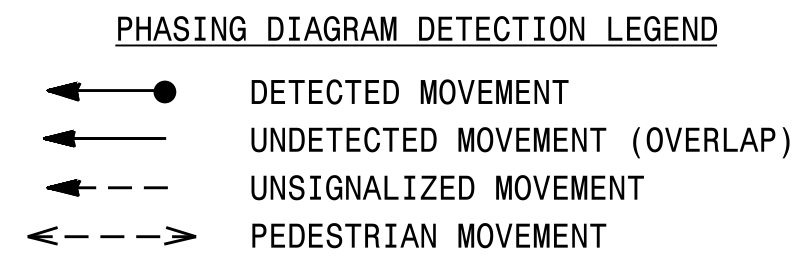 PHASING DIAGRAM DETECTION LEGEND
DETECTED MOVEMENT
UNDETECTED MOVEMENT (OVERLAP)
UNSIGNALIZED MOVEMENT
PEDESTRIAN MOVEMENT